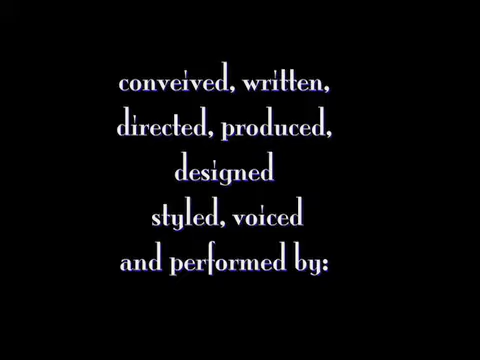 conveived, written,
directed, produced,
designed
styled, voiced
and performed by: